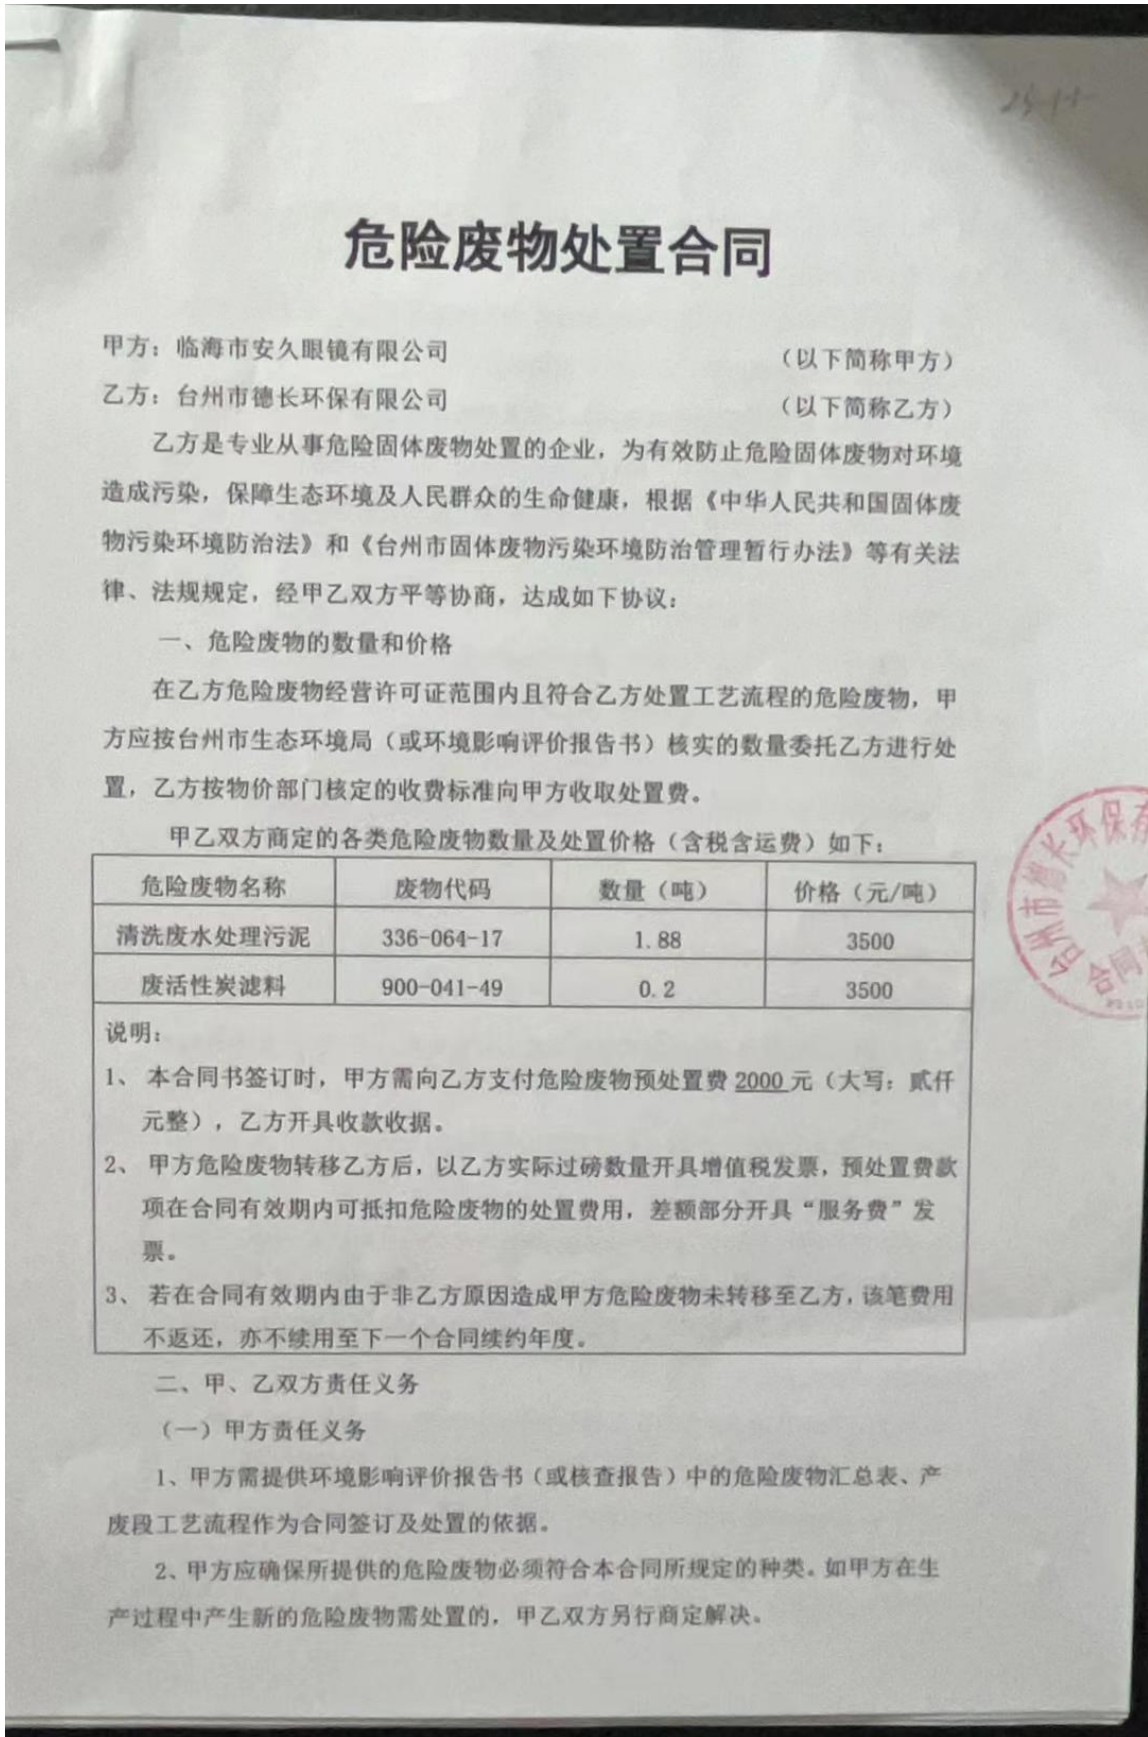 危险废物处置合同
甲方：临海市安久眼镜有限公司 （以下简称甲方）
乙方：台州市德长环保有限公司 （以下简称乙方）
乙方是专业从事危险固体废物处置的企业，为有效防止危险固体废物对环境
造成污染，保障生态环境及人民群众的生命健康，根据《中华人民共和国固体废
物污染环境防治法》和《台州市固体废物污染环境防治管理暂行办法》等有关法
律、法规规定，经甲乙双方平等协商，达成如下协议：
一、危险废物的数量和价格
在乙方危险废物经营许可证范围内且符合乙方处置工艺流程的危险废物，甲
方应按台州市生态环境局（或环境影响评价报告书）核实的数量委托乙方进行处
置，乙方按物价部门核定的收费标准向甲方收取处置费。
甲乙双方商定的各类危险废物数量及处置价格（含税含运费）如下：
危险废物名称 废物代码 数量（吨） 价格（元/吨）
清洗废水处理污泥 336-064-17 1.88 3500
废活性炭滤料 900-041-49 0.2 3500
说明：
1、 本合同书签订时，甲方需向乙方支付危险废物预处置费 2000 元（大写：贰仟
元整），乙方开具收款收据。
2、 甲方危险废物转移乙方后，以乙方实际过磅数量开具增值税发票，预处置费款
项在合同有效期内可抵扣危险废物的处置费用，差额部分开具“服务费”发
票。
3、 若在合同有效期内由于非乙方原因造成甲方危险废物未转移至乙方，该笔费用
不返还，亦不续用至下一个合同续约年度。
二、甲、乙双方责任义务
（一）甲方责任义务
1、甲方需提供环境影响评价报告书（或核查报告）中的危险废物汇总表、产
废段工艺流程作为合同签订及处置的依据。
2、甲方应确保所提供的危险废物必须符合本合同所规定的种类。如甲方在生
产过程中产生新的危险废物需处置的，甲乙双方另行商定解决。
台州市德长环保有
合同